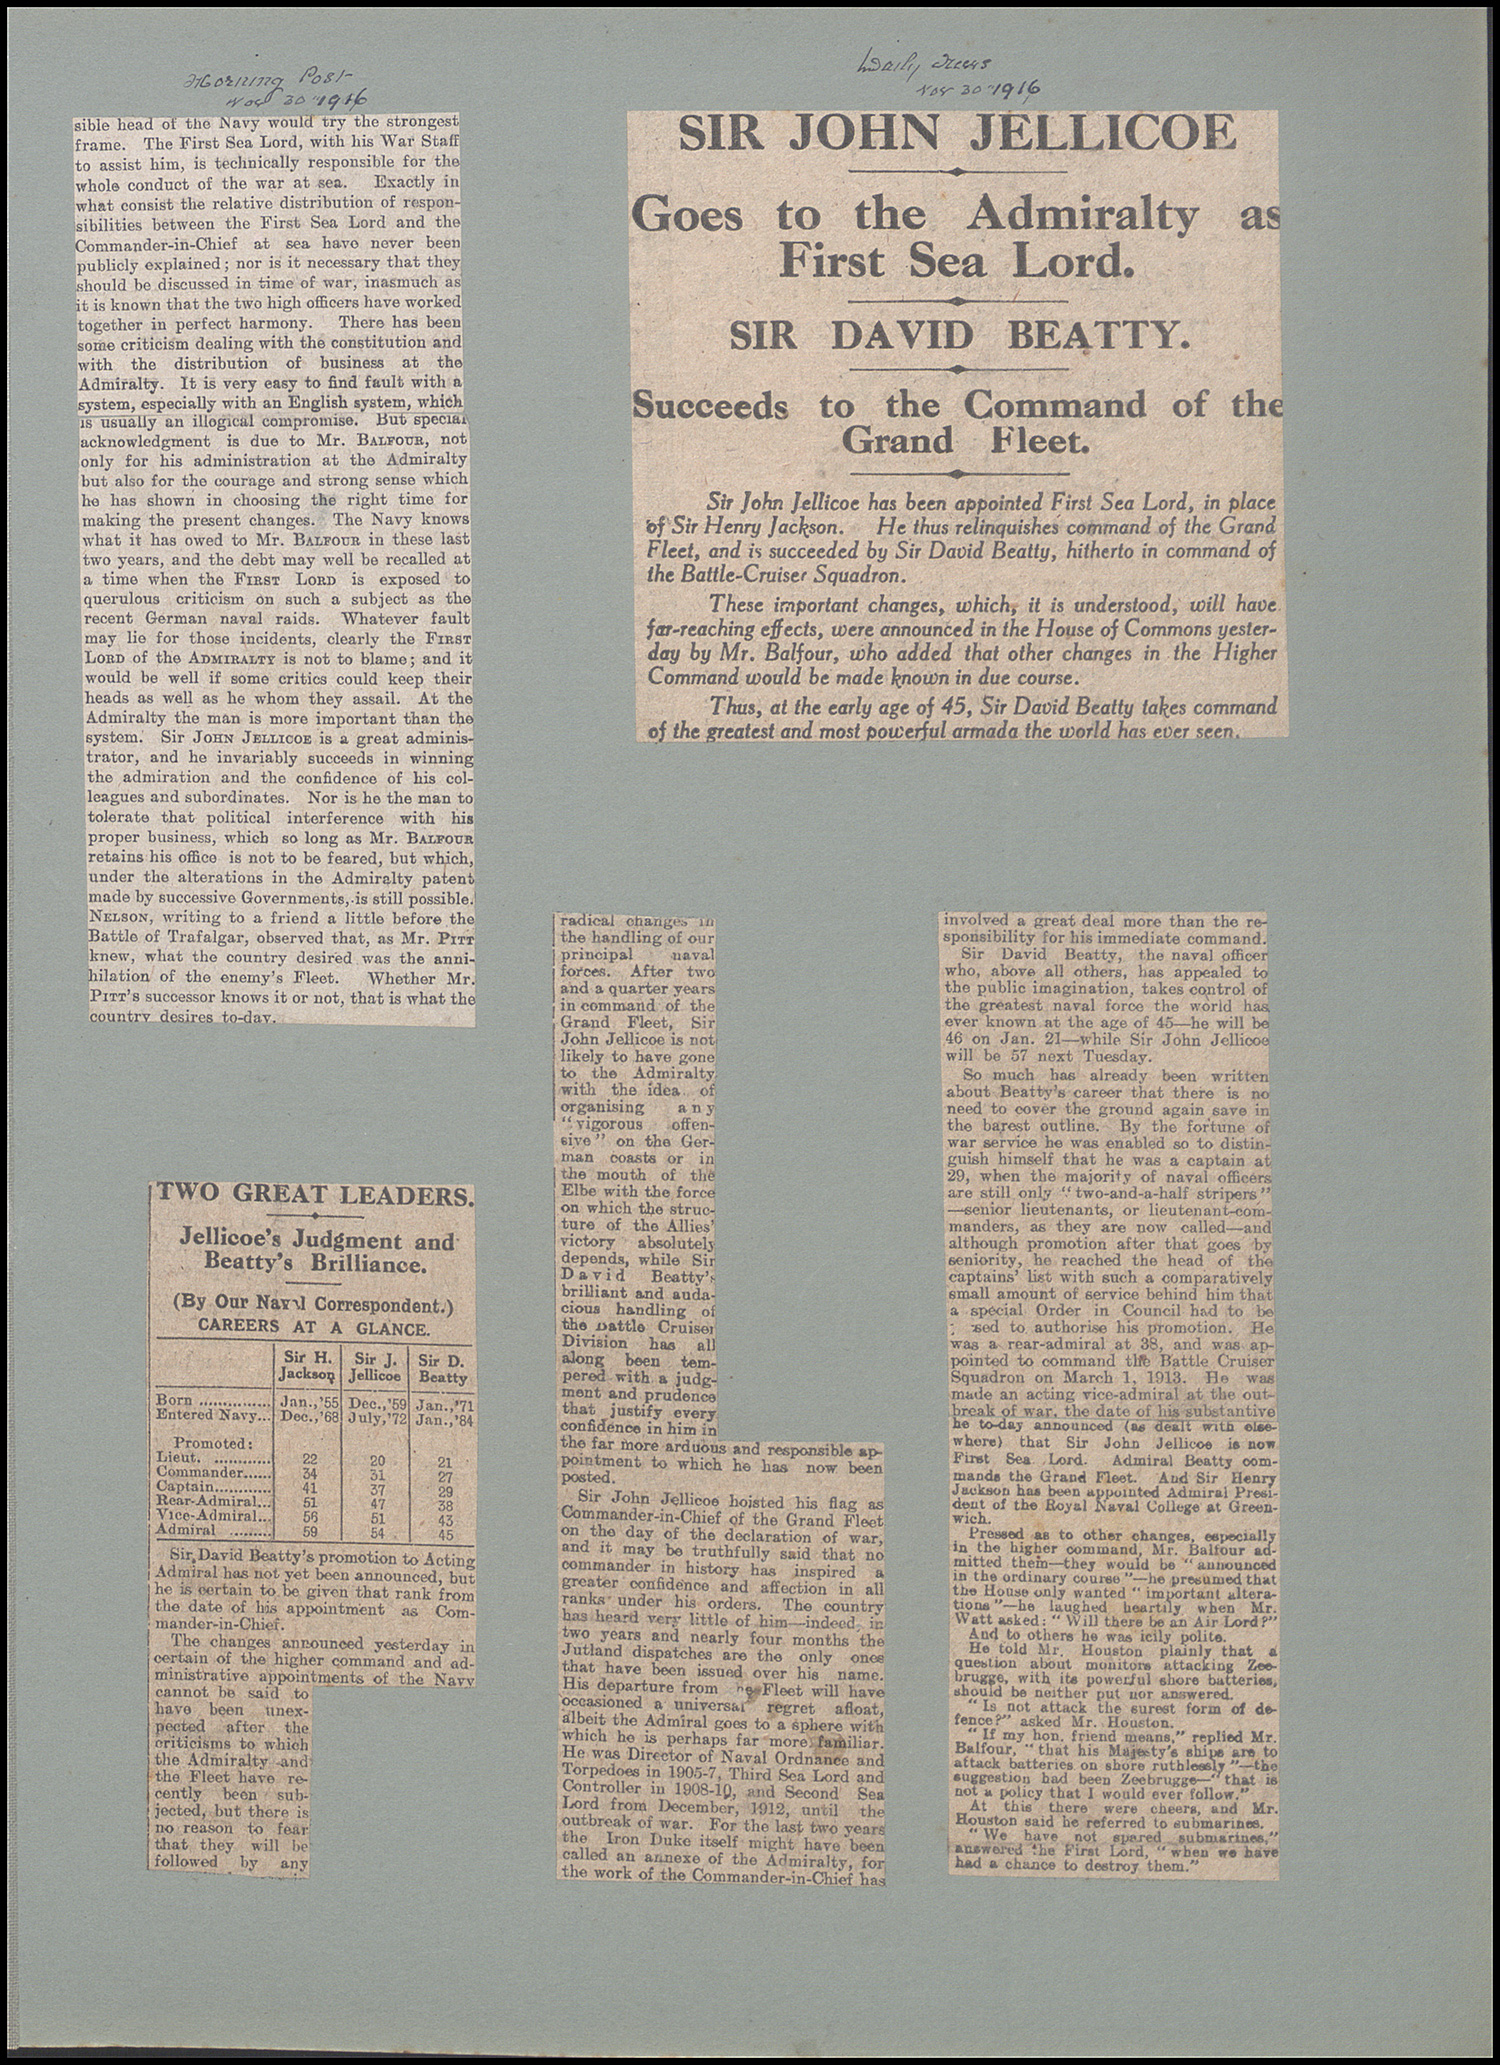 Morning Post
Nov 30 1916
sible head of the Navy would try the strongest
frame. The First Sea Lord, with his War Staff
to assist him, is technically responsible for the
whole conduct of the war at sea. Exactly in
what consist the relative distribution of respon-
sibilities between the First Sea Lord and the
Commander-in-Chief at sea have never been
publicly explained; nor is it necessary that they
should be discussed in time of war, inasmuch as
it is known that the two high officers have worked
together in perfect harmony. There has been
some criticism dealing with the constitution and
with the distribution of business at the
Admiralty. It is very easy to find fault with a
system, especially with an English system, which
is usually an illogical compromise. But special
acknowledgment is due to Mr. BALFOUR, not
only for his administration at the Admiralty
but also for the courage and strong sense which
he has shown in choosing the right time for
making the present changes. The Navy knows
what it has owed to Mr. BALFOUR in these last
two years, and the debt may well be recalled at
a time when the FIRST LORD is exposed to
querulous criticism on such a subject as the
recent German naval raids. Whatever fault
may lie for those incidents, clearly the FIRST
LORD of the ADMIRALTY is not to blame; and it
would be well if some critics could keep their
heads as well as he whom they assail. At the
Admiralty the man is more important than the
system. Sir JOHN JELLICOE is a great adminis-
trator, and he invariably succeeds in winning
the admiration and the confidence of his col-
leagues and subordinates. Nor is he the man to
tolerate that political interference with his
proper business, which so long as Mr. BALFOUR
retains his office is not to be feared, but which,
under the alterations in the Admiralty patent
made by successive Governments, is still possible.
NELSON, writing to a friend a little before the
Battle of Trafalgar, observed that, as Mr. PITT
knew, what the country desired was the anni-
hilation of the enemy's Fleet. Whether Mr.
PITT's successor knows it or not, that is what the
country desires to-day.
Daily News
Nov 30 1916
SIR JOHN JELLICOE
Goes to the Admiralty as
First Sea Lord.
SIR DAVID BEATTY.
Succeeds to the Command of the
Grand Fleet.
Sir John Jellicoe has been appointed First Sea Lord, in place
of Sir Henry Jackson. He thus relinquishes command of the Grand
Fleet, and is succeeded by Sir David Beatty, hitherto in command of
the Battle-Cruiser Squadron.
These important changes, which, it is understood, will have
far-reaching effects, were announced in the House of Commons yester-
day by Mr. Balfour, who added that other changes in the Higher
Command would be made known in due course.
Thus, at the early age of 45, Sir David Beatty takes command
of the greatest and most powerful armada the world has ever seen.
TWO GREAT LEADERS.
Jellicoe's Judgment and
Beatty's Brilliance.
(By Our Naval Correspondent.)
CAREERS AT A GLANCE.
Sir H. Jackson Sir J. Jellicoe Sir D. Beatty
Born ............... Jan.,'55 Dec.,'59 Jan.,'71
Entered Navy... Dec.,'68 July,'72 Jan.,'84
Promoted:
Lieut. ............ 22 20 21
Commander...... 34 31 27
Captain............ 41 37 29
Rear-Admiral... 51 47 38
Vice-Admiral... 56 51 43
Admiral ......... 59 54 45
Sir David Beatty's promotion to Acting
Admiral has not yet been announced, but
he is certain to be given that rank from
the date of his appointment as Com-
mander-in-Chief.
The changes announced yesterday in
certain of the higher command and ad-
ministrative appointments of the Navy
cannot be said to
have been unex-
pected after the
criticisms to which
the Admiralty and
the Fleet have re-
cently been sub-
jected, but there is
no reason to fear
that they will be
followed by any
radical changes in
the handling of our
principal naval
forces. After two
and a quarter years
in command of the
Grand Fleet, Sir
John Jellicoe is not
likely to have gone
to the Admiralty
with the idea of
organising any
"vigorous offen-
sive" on the Ger-
man coasts or in
the mouth of the
Elbe with the force
on which the struc-
ture of the Allies'
victory absolutely
depends, while Sir
David Beatty's
brilliant and auda-
cious handling of
the Battle Cruiser
Division has all
along been tem-
pered with a judg-
ment and prudence
that justify every
confidence in him in
the far more arduous and responsible ap-
pointment to which he has now been
posted.
Sir John Jellicoe hoisted his flag as
Commander-in-Chief of the Grand Fleet
on the day of the declaration of war,
and it may be truthfully said that no
commander in history has inspired a
greater confidence and affection in all
ranks under his orders. The country
has heard very little of him—indeed, in
two years and nearly four months the
Jutland dispatches are the only ones
that have been issued over his name.
His departure from he Fleet will have
occasioned a universal regret afloat,
albeit the Admiral goes to a sphere with
which he is perhaps far more familiar.
He was Director of Naval Ordnance and
Torpedoes in 1905-7, Third Sea Lord and
Controller in 1908-10, and Second Sea
Lord from December, 1912, until the
outbreak of war. For the last two years
the Iron Duke itself might have been
called an annexe of the Admiralty, for
the work of the Commander-in-Chief has
involved a great deal more than the re-
sponsibility for his immediate command.
Sir David Beatty, the naval officer
who, above all others, has appealed to
the public imagination, takes control of
the greatest naval force the world has
ever known at the age of 45—he will be
46 on Jan. 21—while Sir John Jellicoe
will be 57 next Tuesday.
So much has already been written
about Beatty's career that there is no
need to cover the ground again save in
the barest outline. By the fortune of
war service he was enabled so to distin-
guish himself that he was a captain at
29, when the majority of naval officers
are still only "two-and-a-half stripers"
—senior lieutenants, or lieutenant-com-
manders, as they are now called—and
although promotion after that goes by
seniority, he reached the head of the
captains' list with such a comparatively
small amount of service behind him that
a special Order in Council had to be
sed to authorise his promotion. He
was a rear-admiral at 38, and was ap-
pointed to command the Battle Cruiser
Squadron on March 1, 1913. He was
made an acting vice-admiral at the out-
break of war, the date of his substantive
he to-day announced (as dealt with else-
where) that Sir John Jellicoe is now
First Sea Lord. Admiral Beatty com-
mands the Grand Fleet. And Sir Henry
Jackson has been appointed Admiral Presi-
dent of the Royal Naval College at Green-
wich.
Pressed as to other changes, especially
in the higher command, Mr. Balfour ad-
mitted them—they would be "announced
in the ordinary course"—he presumed that
the House only wanted "important altera-
tions"—he laughed heartily when Mr.
Watt asked: "Will there be an Air Lord?"
And to others he was icily polite.
He told Mr. Houston plainly that a
question about monitors attacking Zee-
brugge, with its powerful shore batteries,
should be neither put nor answered.
"Is not attack the surest form of de-
fence?" asked Mr. Houston.
"If my hon. friend means," replied Mr.
Balfour, "that his Majesty's ships are to
attack batteries on shore ruthlessly"—the
suggestion had been Zeebrugge—"that is
not a policy that I would ever follow."
At this there were cheers, and Mr.
Houston said he referred to submarines.
"We have not spared submarines,"
answered the First Lord, "when we have
had a chance to destroy them."